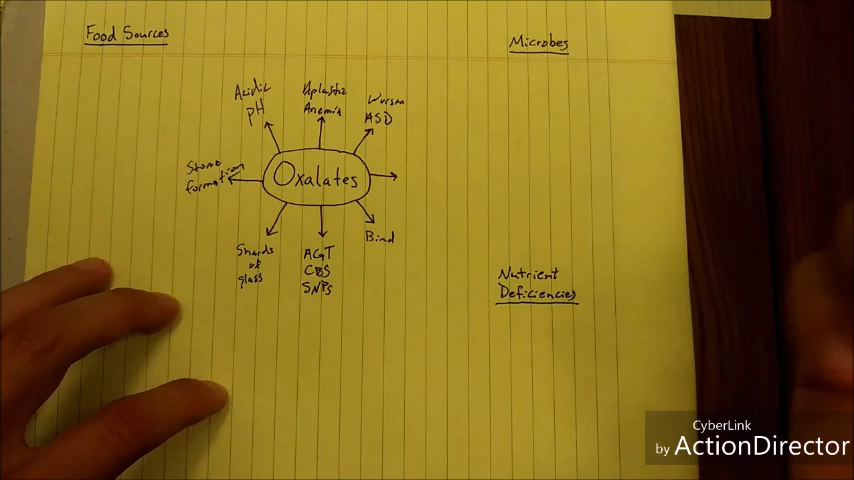 Food Sources
Microbes
Acidic
pH
Aplastic
Anemia
Worsen
ASD
Stone
formation
Oxalates
Shards
of
glass
AGT
CBS
SNPs
Bind
Nutrient
Deficiencies
CyberLink
by ActionDirector